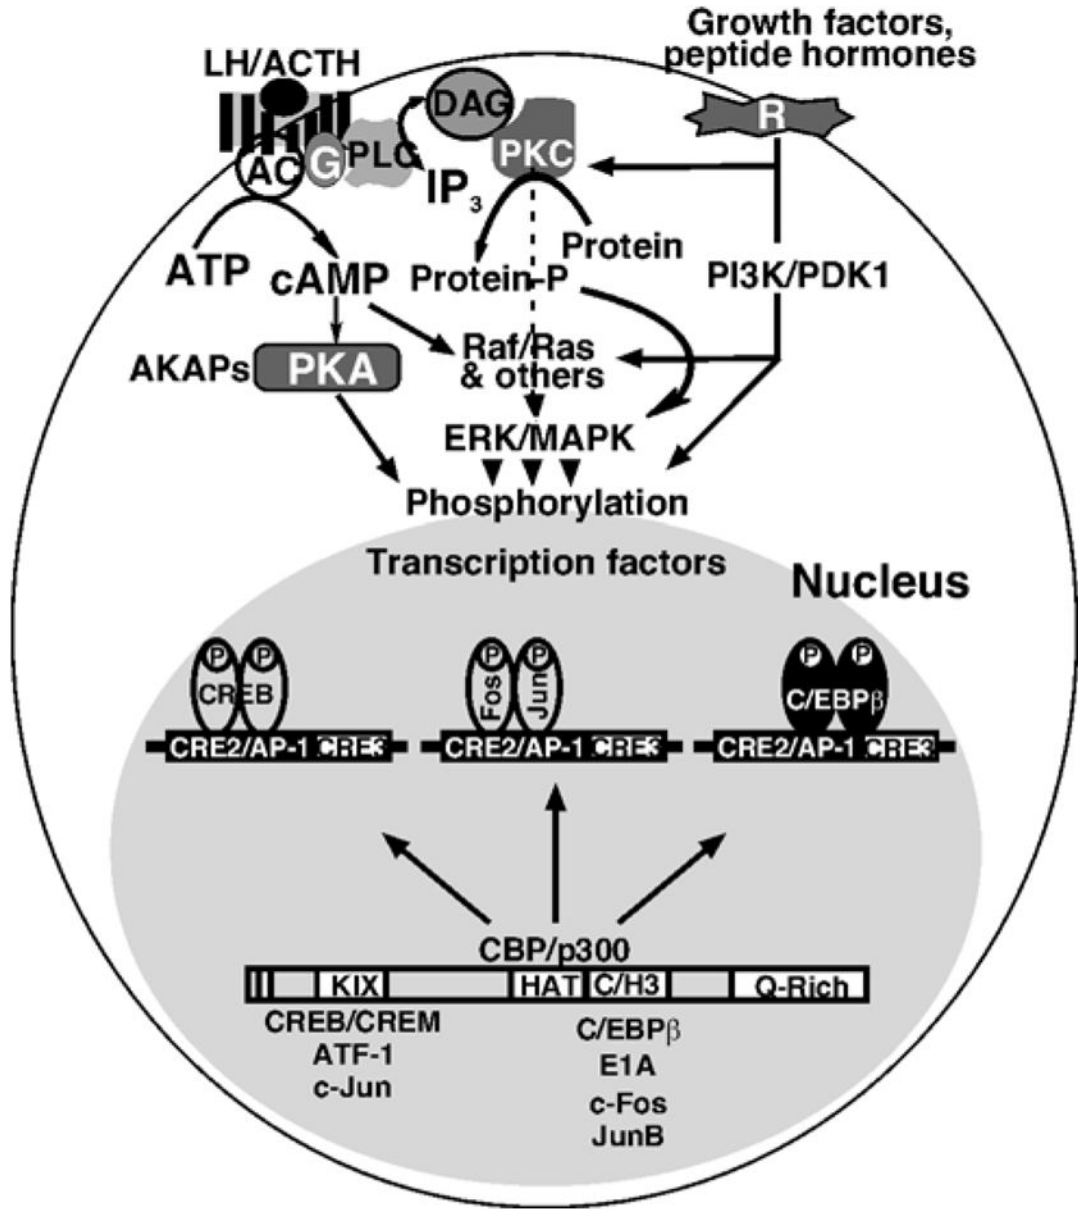 Growth factors,
peptide hormones
LH/ACTH
DAG
R
AC
G
PLC
PKC
IP3
Protein
ATP
cAMP
Protein-P
PI3K/PDK1
AKAPs
PKA
Raf/Ras
& others
ERK/MAPK
Phosphorylation
Transcription factors
Nucleus
P P
CREB
P P
Fos Jun
P P
C/EBPβ
CRE2/AP-1 CRE3
CRE2/AP-1 CRE3
CRE2/AP-1 CRE3
CBP/p300
KIX HAT C/H3 Q-Rich
CREB/CREM
ATF-1
c-Jun
C/EBPβ
E1A
c-Fos
JunB